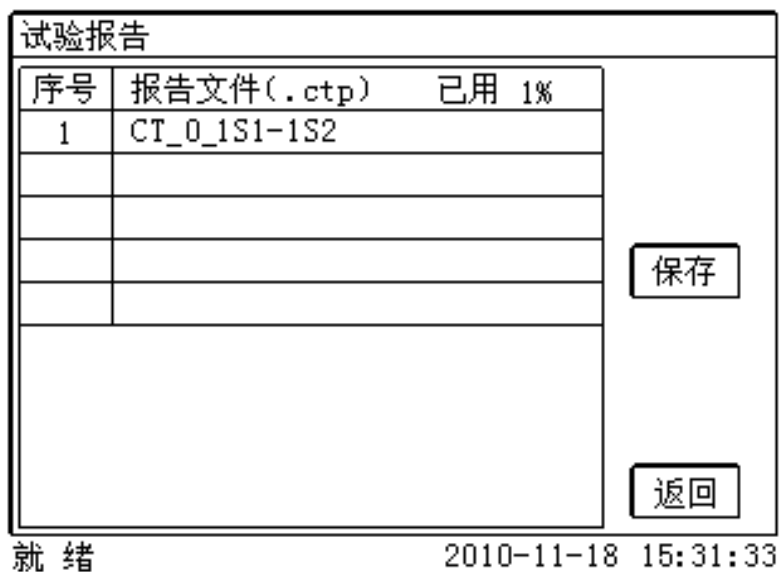 试验报告
序号 报告文件(.ctp) 已用 1%
1 CT_0_1S1-1S2
保存
返回
就 绪 2010-11-18 15:31:33